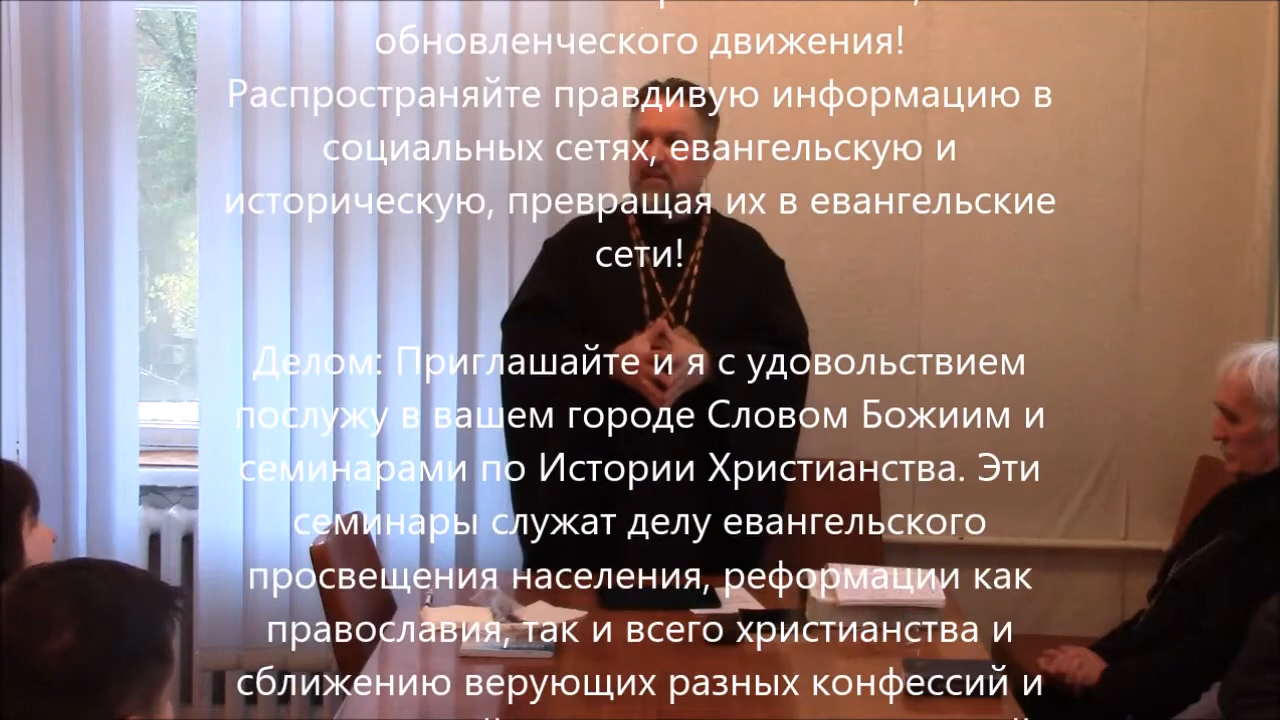 обновленческого движения!
Распространяйте правдивую информацию в
социальных сетях, евангельскую и
историческую, превращая их в евангельские
сети!
Делом: Приглашайте и я с удовольствием
послужу в вашем городе Словом Божиим и
семинарами по Истории Христианства. Эти
семинары служат делу евангельского
просвещения населения, реформации как
православия, так и всего христианства и
сближению верующих разных конфессий и